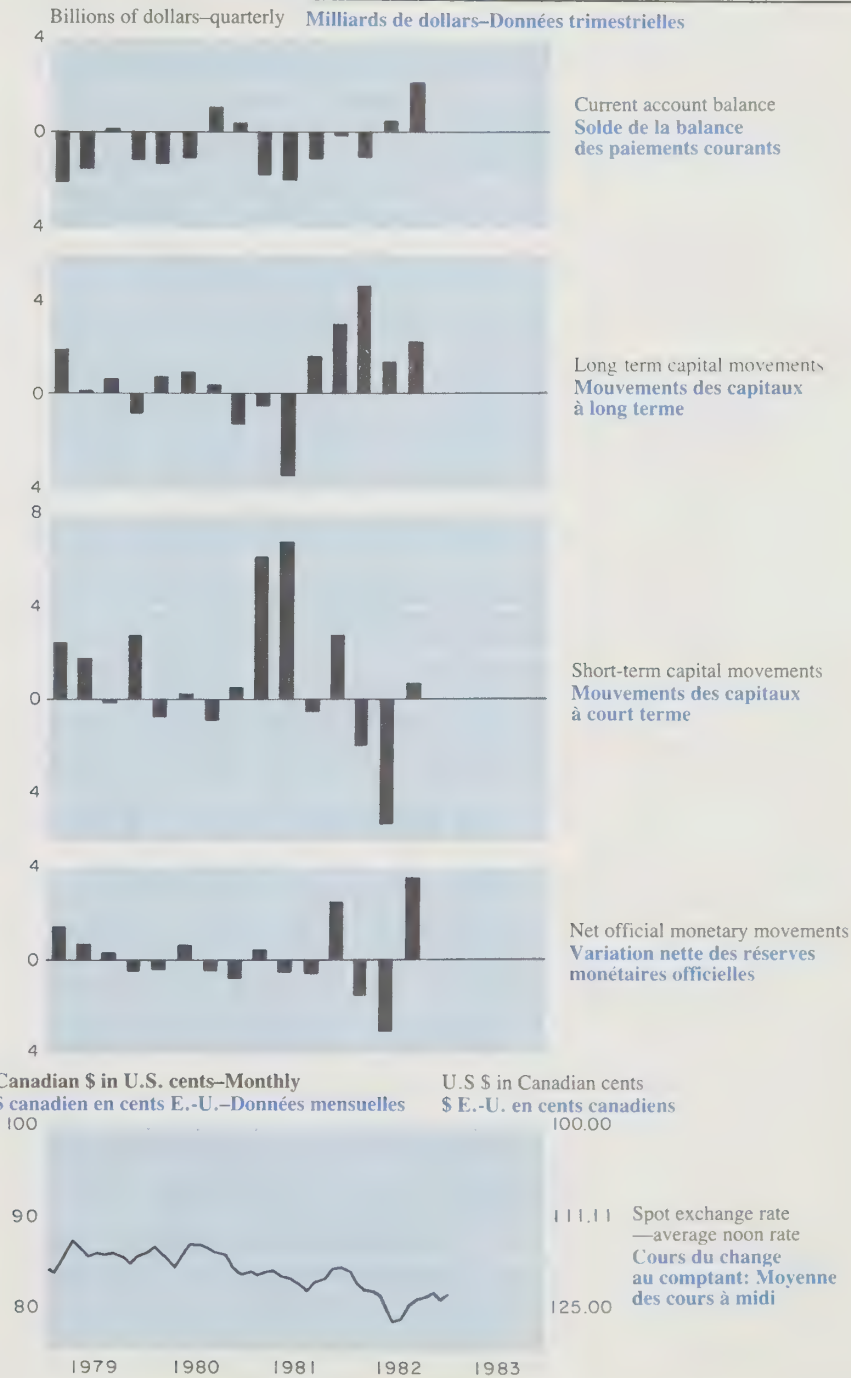 Billions of dollars–quarterly Milliards de dollars–Données trimestrielles
4
0
4
Current account balance
Solde de la balance
des paiements courants
4
0
4
Long term capital movements
Mouvements des capitaux
à long terme
8
4
0
4
Short-term capital movements
Mouvements des capitaux
à court terme
4
0
4
Net official monetary movements
Variation nette des réserves
monétaires officielles
Canadian $ in U.S. cents–Monthly U.S $ in Canadian cents
$ canadien en cents E.-U.–Données mensuelles $ E.-U. en cents canadiens
100 100.00
90 111.11 Spot exchange rate
—average noon rate
Cours du change
au comptant: Moyenne
80 125.00 des cours à midi
1979 1980 1981 1982 1983